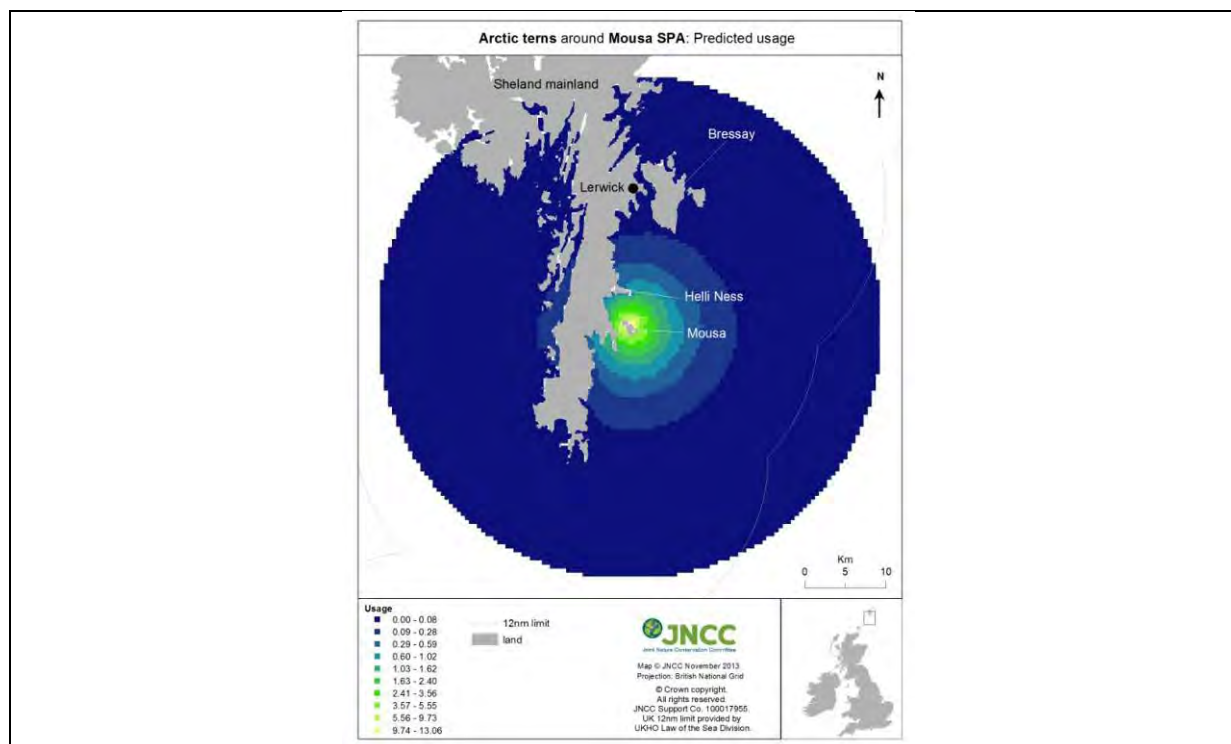 Arctic terns around Mousa SPA: Predicted usage
Sheland mainland
N
Bressay
Lerwick
Helli Ness
Mousa
Km
0 5 10
Usage
0.00 - 0.08
0.09 - 0.28
0.29 - 0.59
0.60 - 1.02
1.03 - 1.62
1.63 - 2.40
2.41 - 3.56
3.57 - 5.55
5.56 - 9.73
9.74 - 13.06
12nm limit
land
JNCC
Joint Nature Conservation Committee
Map © JNCC November 2013
Projection: British National Grid
© Crown copyright.
All rights reserved.
JNCC Support Co. 100017955.
UK 12nm limit provided by
UKHO Law of the Sea Division.